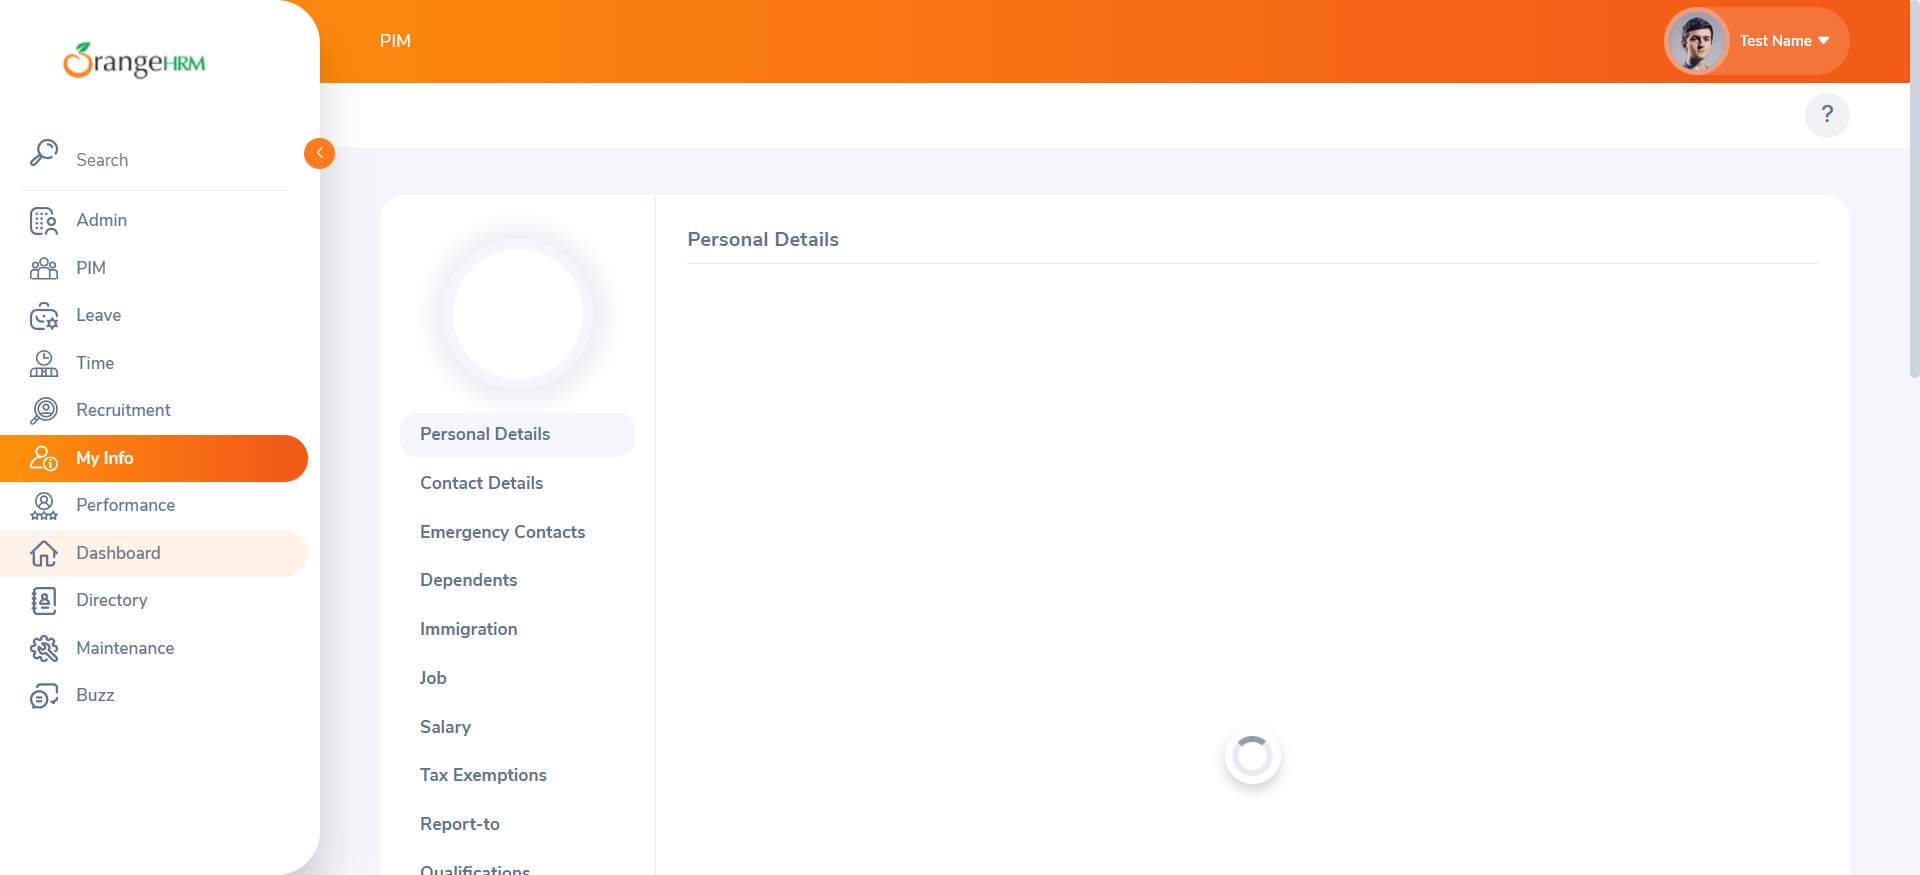 OrangeHRM
PIM
Test Name
?
Search
Admin
PIM
Leave
Time
Recruitment
My Info
Performance
Dashboard
Directory
Maintenance
Buzz
Personal Details
Contact Details
Emergency Contacts
Dependents
Immigration
Job
Salary
Tax Exemptions
Report-to
Qualifications
Personal Details